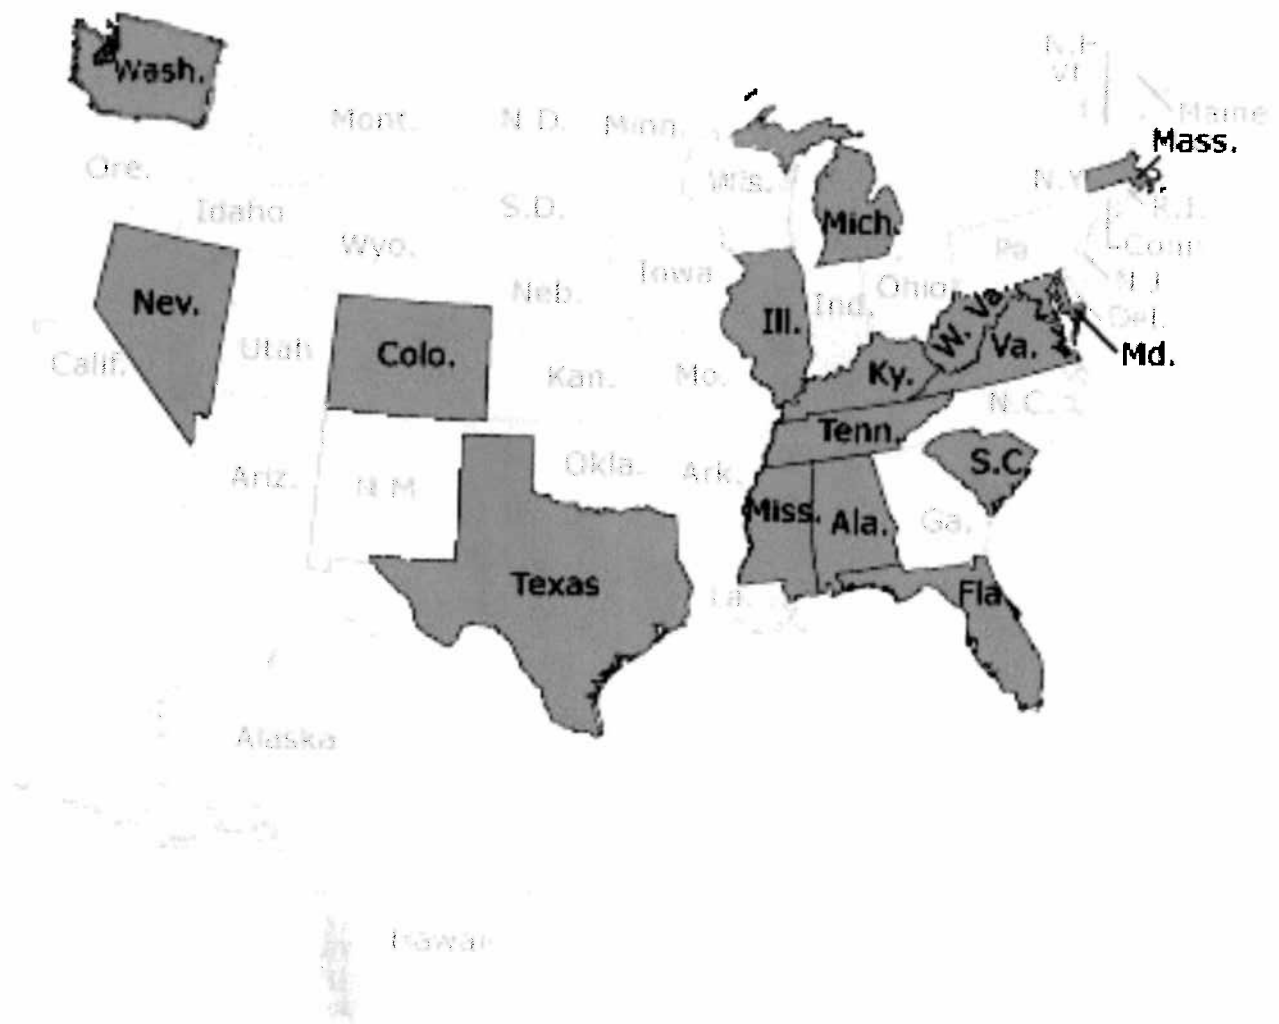 Wash.
Mont.
N.D.
Minn.
Maine
Mass.
Ore.
Idaho
S.D.
Wis.
N.Y.
R.I.
Mich.
Wyo.
Iowa
Pa
Neb.
Ohio
Ind.
Nev.
Ill.
W. Va.
Va.
Md.
Utah
Colo.
Calif.
Kan.
Mo.
Ky.
N.C.
Tenn.
Ariz.
N M
Okla.
Ark.
S.C.
Miss.
Ala.
Ga.
Texas
La.
Fla
Alaska